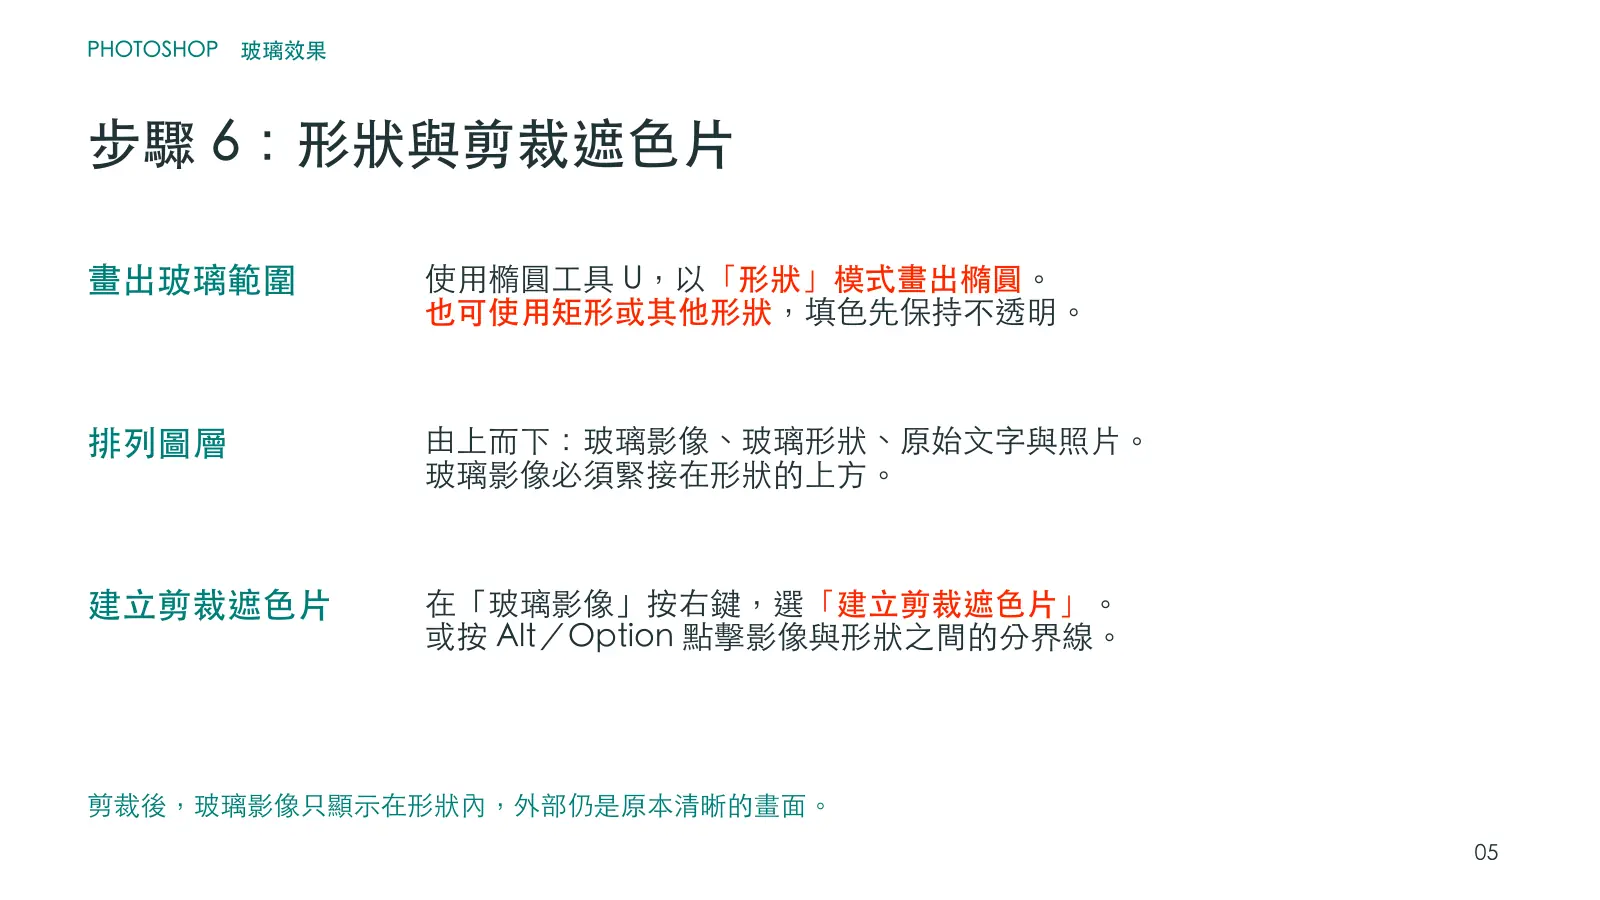 PHOTOSHOP　玻璃效果
步驟 6：形狀與剪裁遮色片
畫出玻璃範圍
使用橢圓工具 U，以「形狀」模式畫出橢圓。
也可使用矩形或其他形狀，填色先保持不透明。
排列圖層
由上而下：玻璃影像、玻璃形狀、原始文字與照片。
玻璃影像必須緊接在形狀的上方。
建立剪裁遮色片
在「玻璃影像」按右鍵，選「建立剪裁遮色片」。
或按 Alt／Option 點擊影像與形狀之間的分界線。
剪裁後，玻璃影像只顯示在形狀內，外部仍是原本清晰的畫面。
05